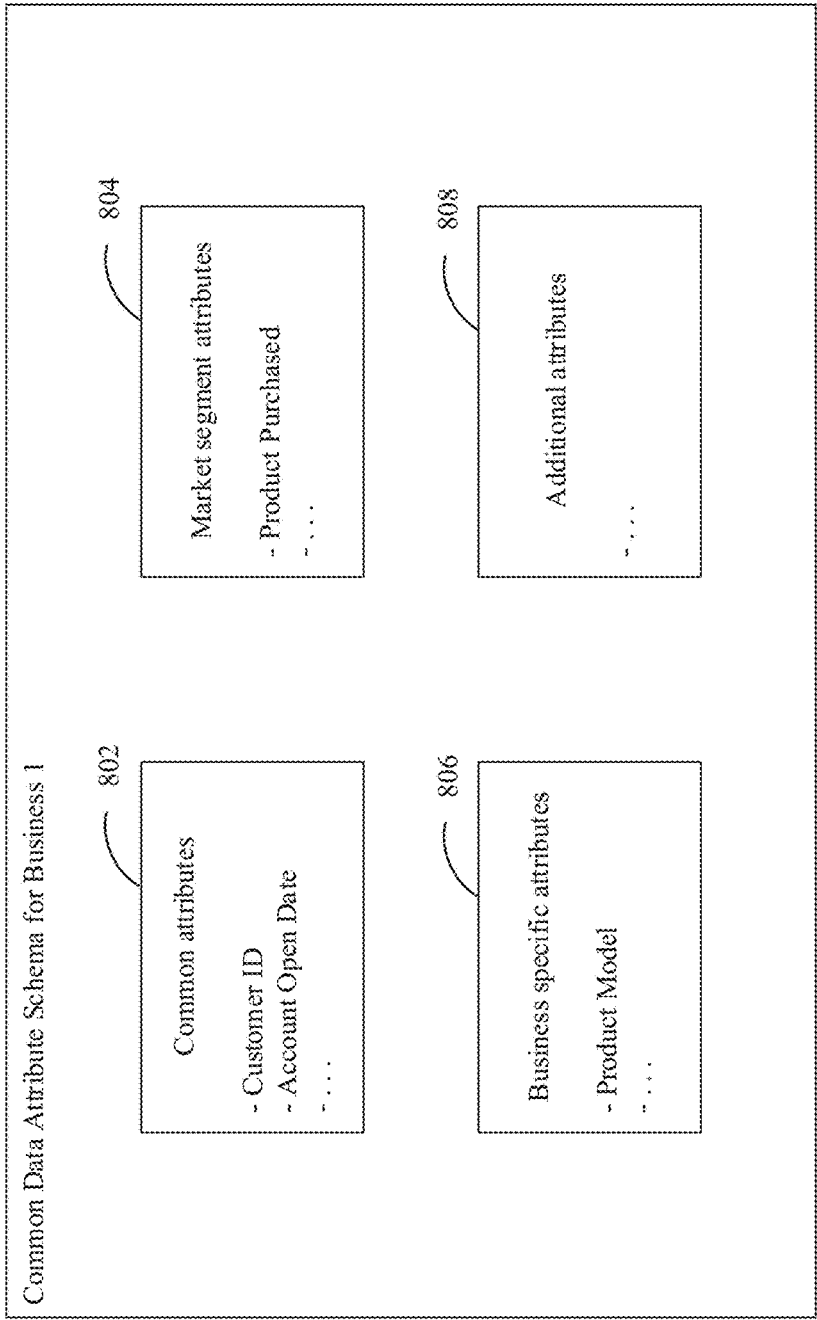 Common Data Attribute Schema for Business 1
802
Common attributes
- Customer ID
- Account Open Date
- . . .
804
Market segment attributes
- Product Purchased
- . . .
806
Business specific attributes
- Product Model
- . . .
808
Additional attributes
- . . .